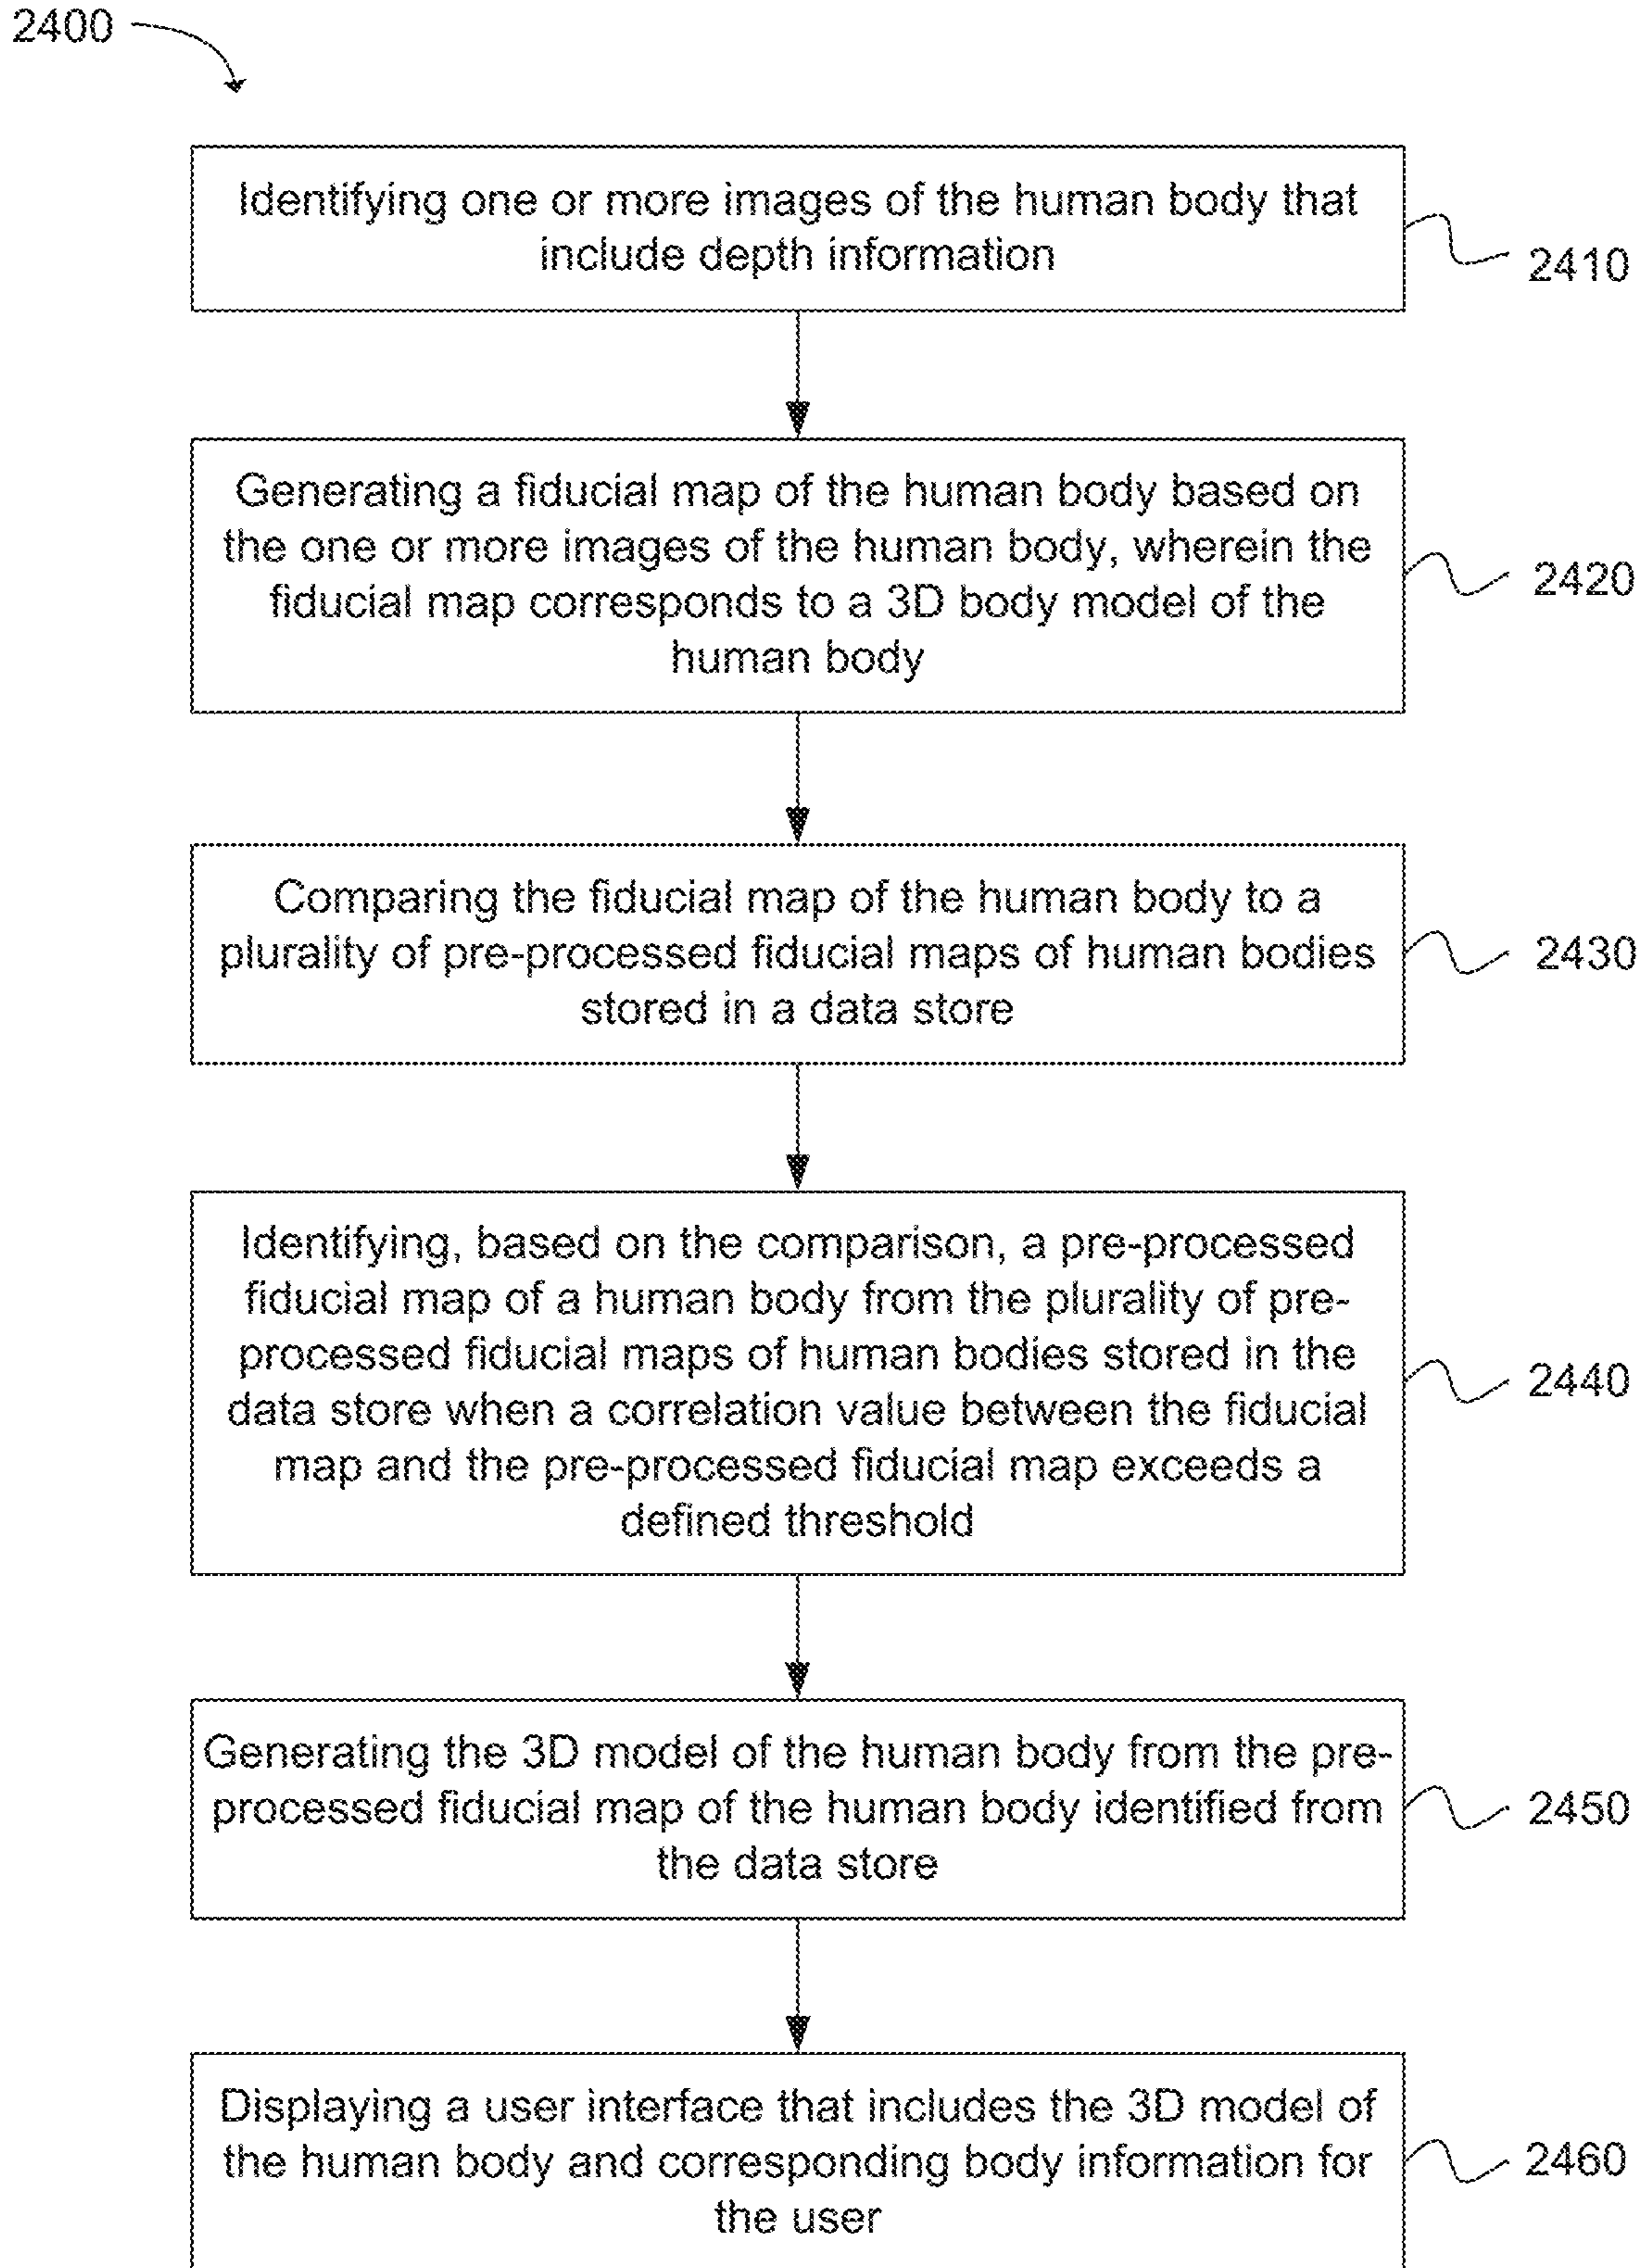 2400
Identifying one or more images of the human body that
include depth information
2410
Generating a fiducial map of the human body based on
the one or more images of the human body, wherein the
fiducial map corresponds to a 3D body model of the
human body
2420
Comparing the fiducial map of the human body to a
plurality of pre-processed fiducial maps of human bodies
stored in a data store
2430
Identifying, based on the comparison, a pre-processed
fiducial map of a human body from the plurality of pre-
processed fiducial maps of human bodies stored in the
data store when a correlation value between the fiducial
map and the pre-processed fiducial map exceeds a
defined threshold
2440
Generating the 3D model of the human body from the pre-
processed fiducial map of the human body identified from
the data store
2450
Displaying a user interface that includes the 3D model of
the human body and corresponding body information for
the user
2460